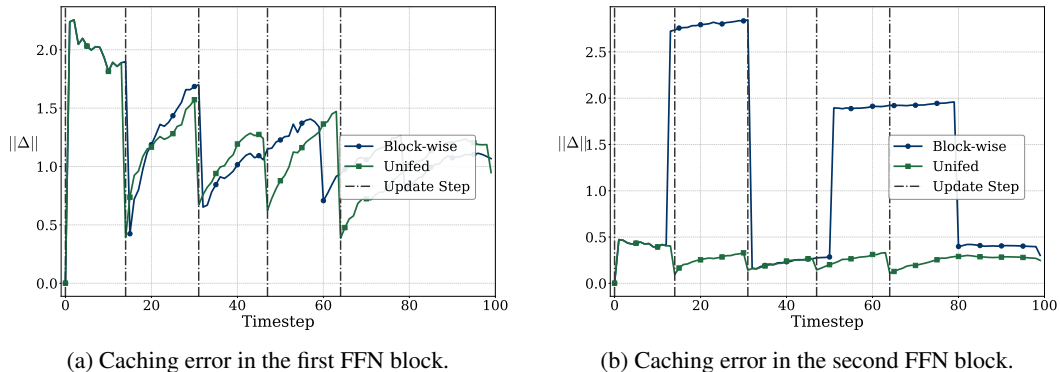 2.0
1.5
1.0
0.5
0.0
||Δ||
Block-wise
Unifed
Update Step
0
20
40
60
80
100
Timestep
(a) Caching error in the first FFN block.
2.5
2.0
1.5
1.0
0.5
0.0
||Δ||
Block-wise
Unifed
Update Step
0
20
40
60
80
100
Timestep
(b) Caching error in the second FFN block.